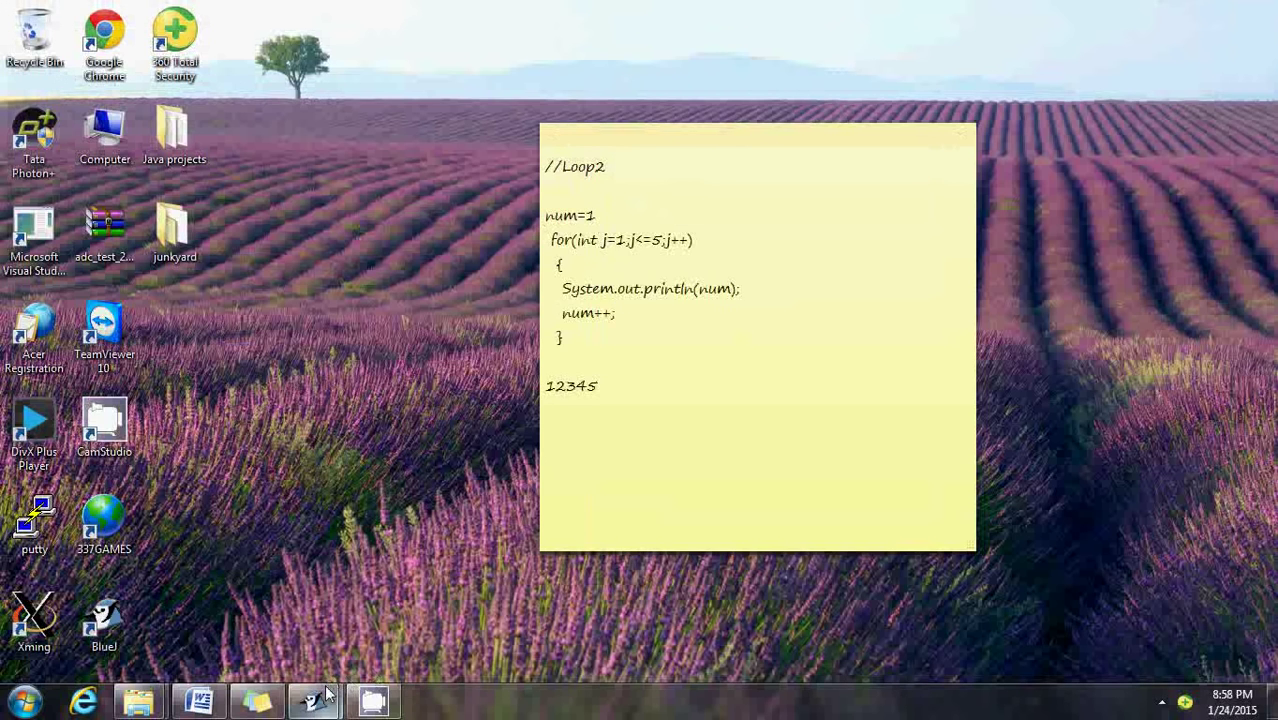 Recycle Bin
Google Chrome
360 Total Security
Tata Photon+
Computer
Java projects
Microsoft Visual Stud...
adc_test_2...
junkyard
Acer Registration
TeamViewer 10
DivX Plus Player
CamStudio
putty
337GAMES
Xming
BlueJ
//Loop2
num=1
for(int j=1;j<=5;j++)
{
System.out.println(num);
num++;
}
12345
8:58 PM
1/24/2015